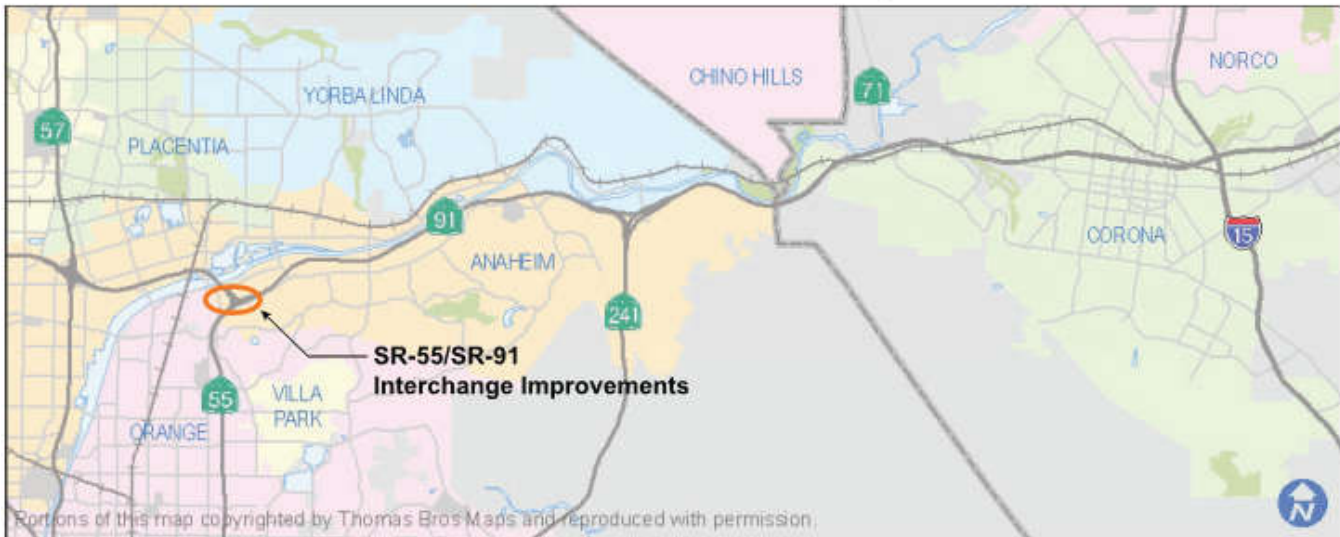 CHINO HILLS
NORCO
71
YORBA LINDA
57
PLACENTIA
91
CORONA
15
ANAHEIM
241
SR-55/SR-91
Interchange Improvements
55
VILLA
PARK
ORANGE
Portions of this map copyrighted by Thomas Bros Maps and reproduced with permission.
N